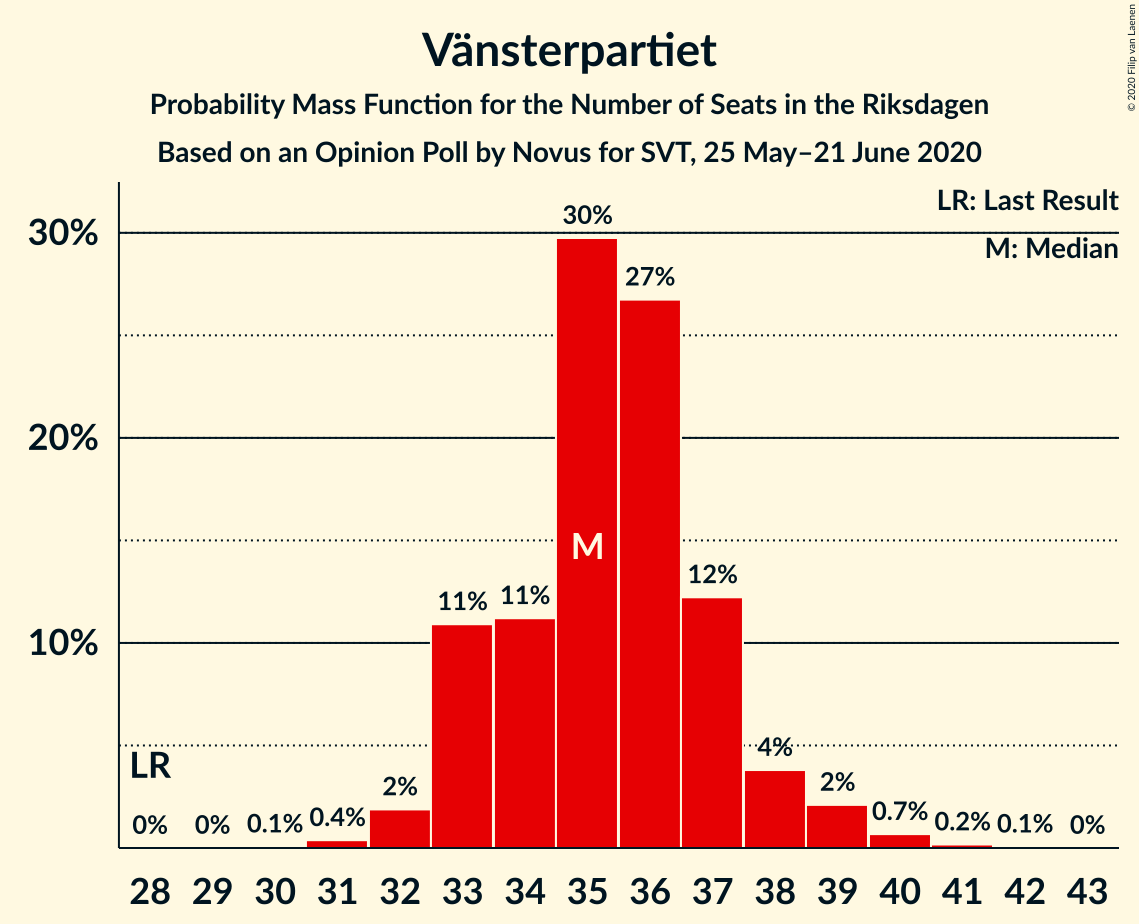 Vänsterpartiet
Probability Mass Function for the Number of Seats in the Riksdagen
Based on an Opinion Poll by Novus for SVT, 25 May–21 June 2020
© 2020 Filip van Laenen
LR: Last Result
M: Median
30%
20%
10%
30%
27%
M
12%
11%
11%
4%
LR
2%
2%
0%
0%
0.1%
0.4%
0.7%
0.2%
0.1%
0%
28 29 30 31 32 33 34 35 36 37 38 39 40 41 42 43